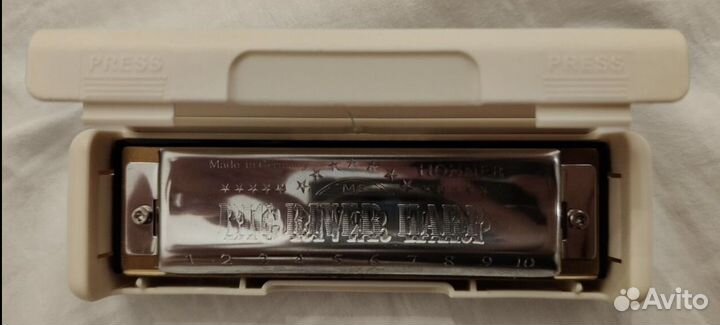 PRESS PRESS
Made in Germany HOHNER
MS
BIG RIVER HARP
1 2 3 4 5 6 7 8 9 10
Avito